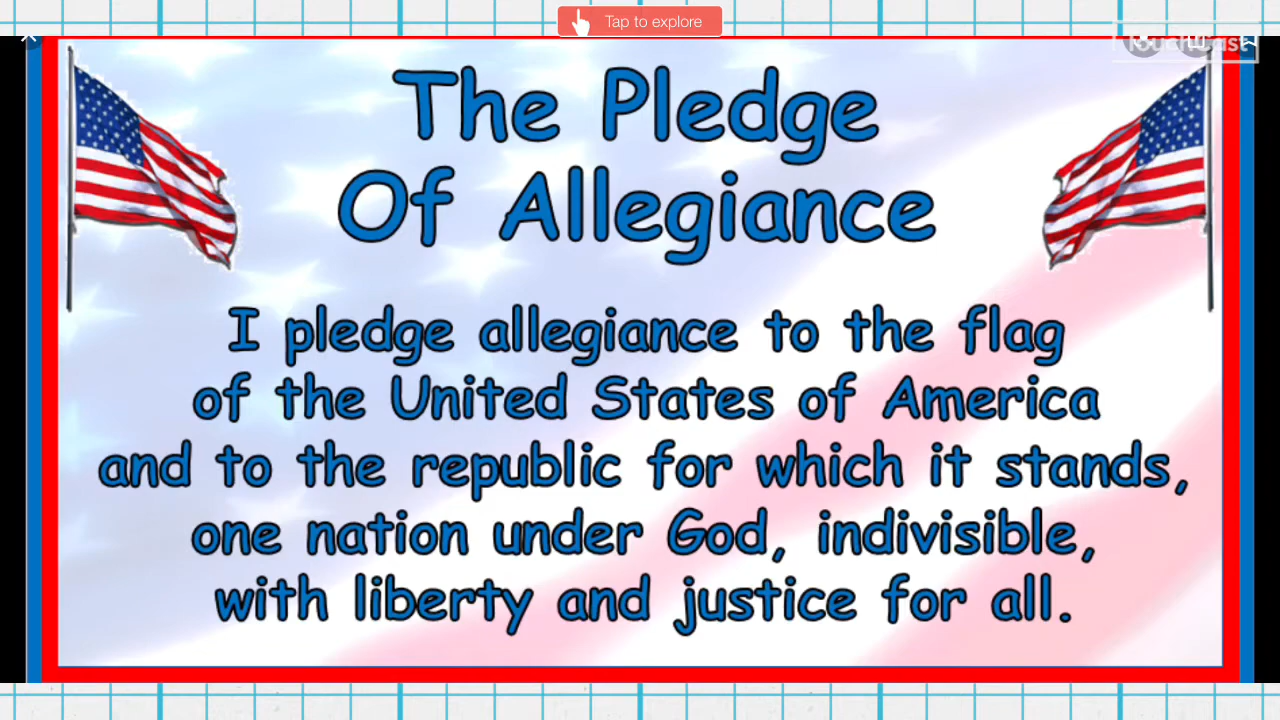 Tap to explore
TouchCast
The Pledge
Of Allegiance
I pledge allegiance to the flag
of the United States of America
and to the republic for which it stands,
one nation under God, indivisible,
with liberty and justice for all.